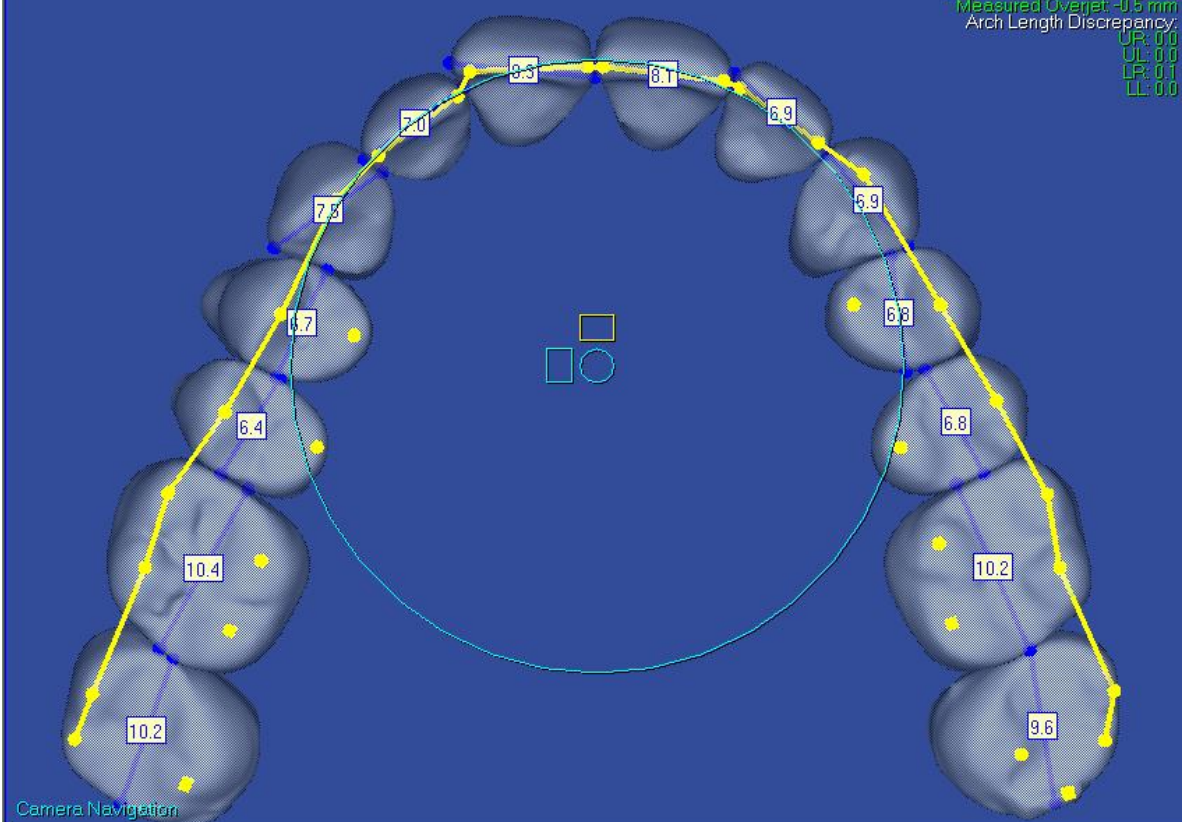 Measured Overjet: -0.5 mm
Arch Length Discrepancy:
UR: 0.0
UL: 0.0
LR: 0.1
LL: 0.0
8.1
7.0
6.9
6.9
6.7
6.8
6.4
6.8
10.4
10.2
10.2
9.6
Camera Navigation